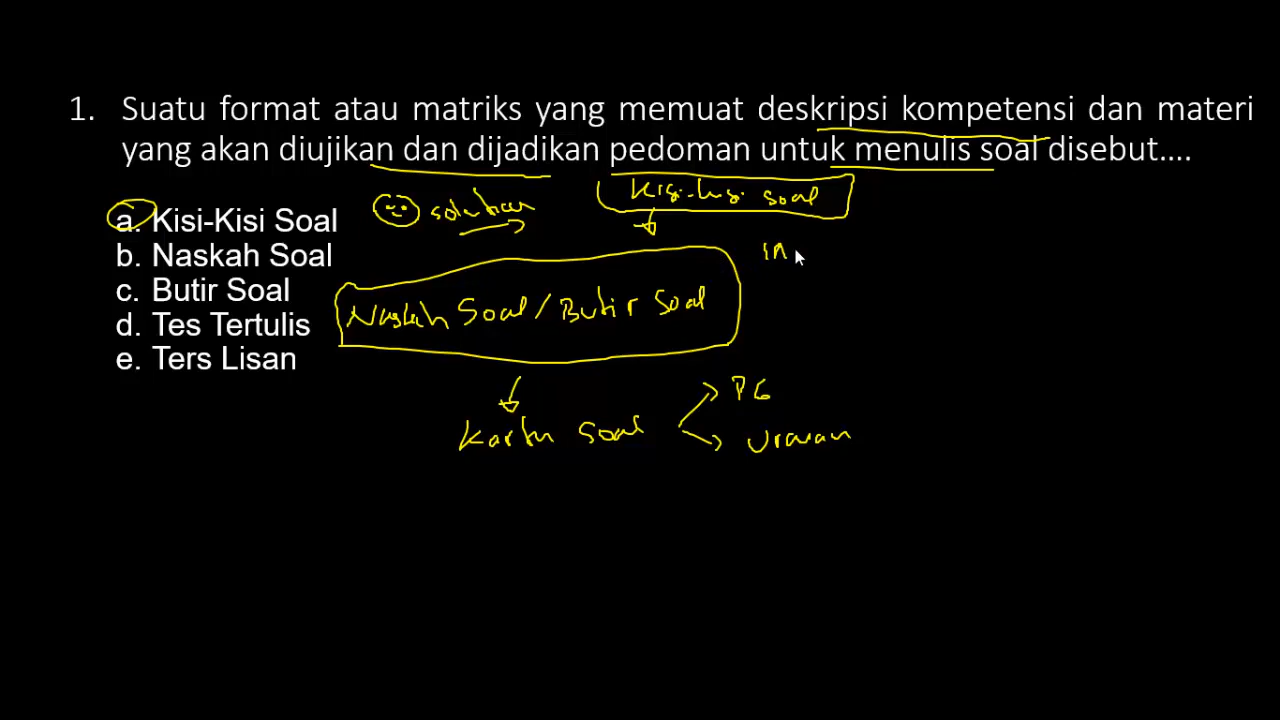 1. Suatu format atau matriks yang memuat deskripsi kompetensi dan materi
yang akan diujikan dan dijadikan pedoman untuk menulis soal disebut....
Kisi-kisi soal
a. Kisi-Kisi Soal
b. Naskah Soal
in
c. Butir Soal
Naskah Soal/Butir Soal
d. Tes Tertulis
e. Ters Lisan
PG
Kartu Soal
Uraian